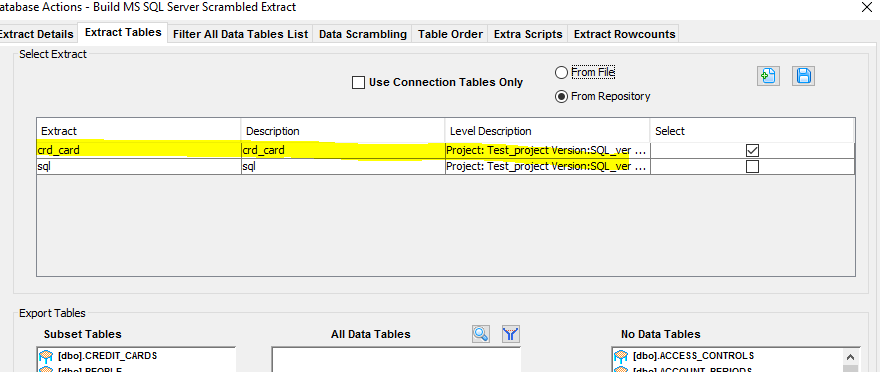 atabase Actions - Build MS SQL Server Scrambled Extract
Extract Details Extract Tables Filter All Data Tables List Data Scrambling Table Order Extra Scripts Extract Rowcounts
Select Extract
Use Connection Tables Only
From File
From Repository
Extract Description Level Description Select
crd_card crd_card Project: Test_project Version:SQL_ver ...
sql sql Project: Test_project Version:SQL_ver ...
Export Tables
Subset Tables All Data Tables No Data Tables
[dbo].CREDIT_CARDS [dbo].ACCESS_CONTROLS
[dbo].PEOPLE [dbo].ACCOUNT_PERIODS